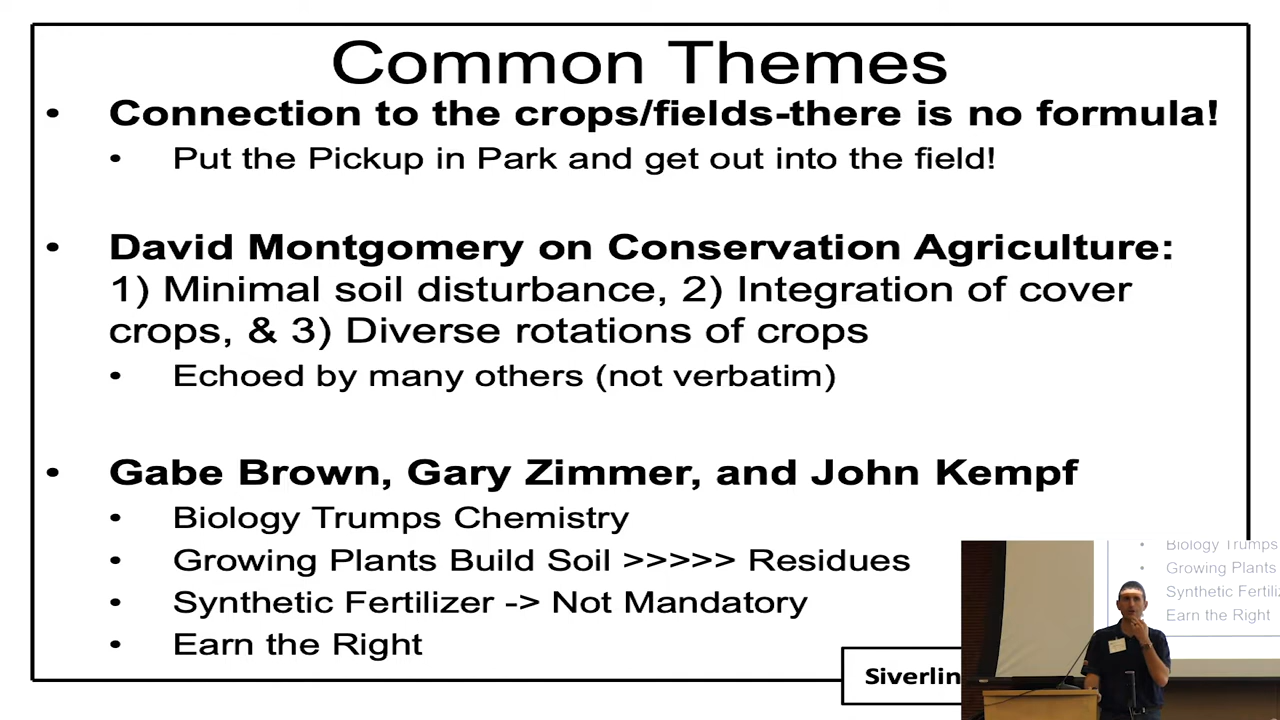 Common Themes
• Connection to the crops/fields-there is no formula!
• Put the Pickup in Park and get out into the field!
• David Montgomery on Conservation Agriculture:
1) Minimal soil disturbance, 2) Integration of cover
crops, & 3) Diverse rotations of crops
• Echoed by many others (not verbatim)
• Gabe Brown, Gary Zimmer, and John Kempf
• Biology Trumps Chemistry
• Growing Plants Build Soil >>>>> Residues
• Synthetic Fertilizer -> Not Mandatory
• Earn the Right
Siverlin
• Biology Trumps
• Growing Plants
• Synthetic Fertiliz
• Earn the Right